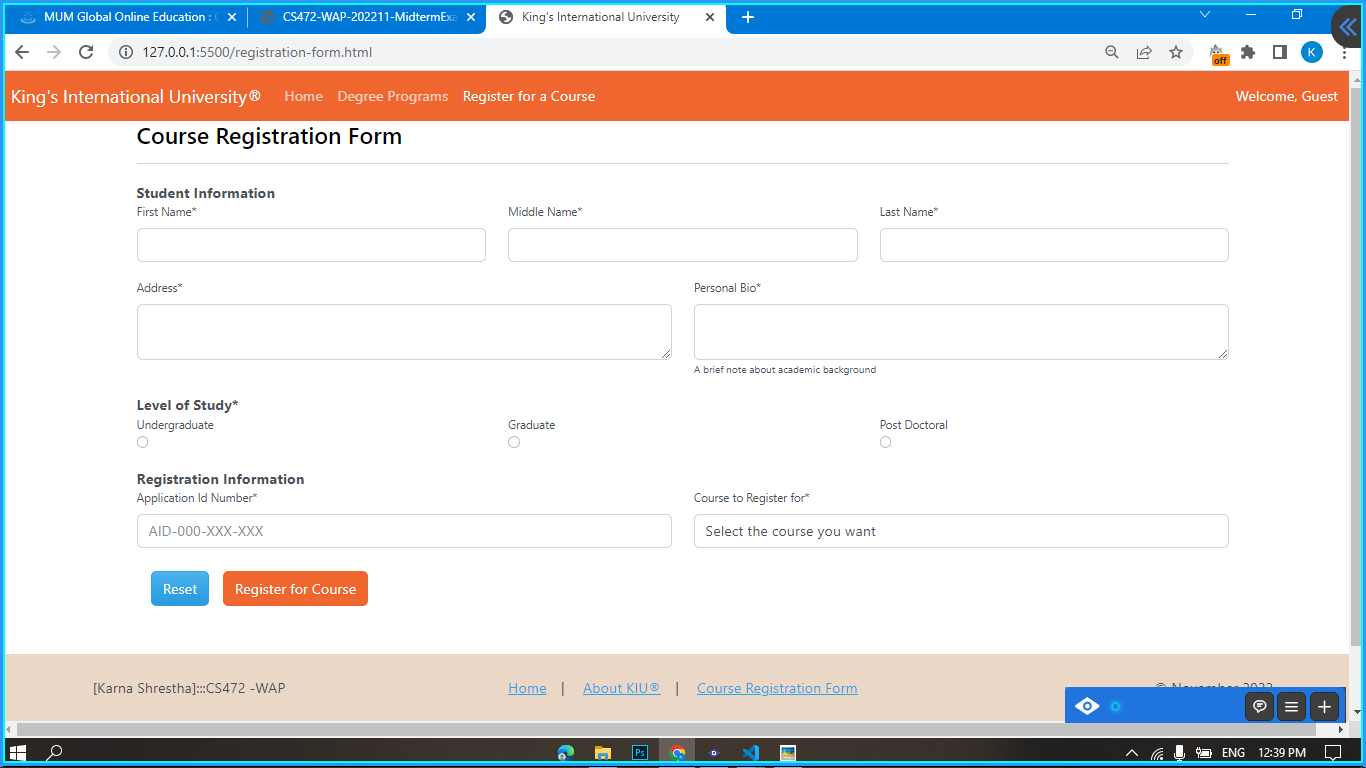 MUM Global Online Education : CS472-WAP-202211-MidtermExa King's International University
127.0.0.1:5500/registration-form.html off K
King's International University® Home Degree Programs Register for a Course Welcome, Guest
Course Registration Form
Student Information
First Name* Middle Name* Last Name*
Address* Personal Bio*
A brief note about academic background
Level of Study*
Undergraduate Graduate Post Doctoral
Registration Information
Application Id Number* Course to Register for*
AID-000-XXX-XXX Select the course you want
Reset Register for Course
[Karna Shrestha]:::CS472 -WAP Home | About KIU® | Course Registration Form © November 2022
Ps ENG 12:39 PM